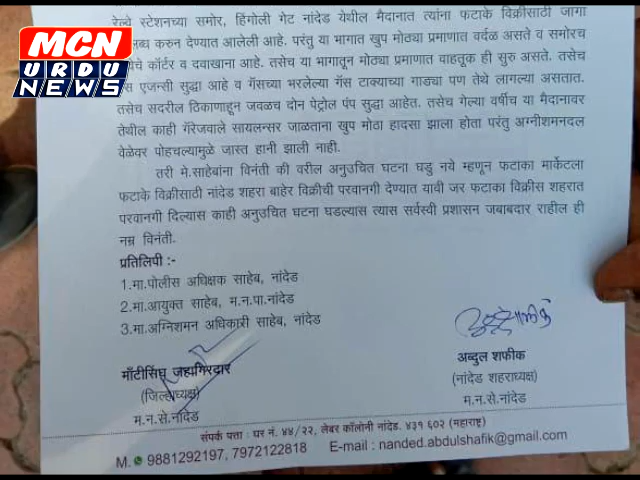 रेल्वे स्टेशनच्या समोर, हिंगोली गेट नांदेड येथील मैदानात त्यांना फटाके विक्रीसाठी जागा
लब्ध करुन देण्यात आलेली आहे. परंतु या भागात खुप मोठ्या प्रमाणात वर्दळ असते व समोरच
चे कॉर्टर व दवाखाना आहे. तसेच या भागातून मोठ्या प्रमाणात वाहतूक ही सुरु असते. तसेच
स एजन्सी सुद्धा आहे व गॅसच्या भरलेल्या गॅस टाक्याच्या गाड्या पण तेथे लागल्या असतात.
तसेच सदरील ठिकाणाहून जवळच दोन पेट्रोल पंप सुद्धा आहेत. तसेच गेल्या वर्षीच या मैदानावर
तेथील काही गॅरेजवाले सायलन्सर जाळताना खुप मोठा हादसा झाला होता परंतु अग्नीशमनदल
वेळेवर पोहचल्यामुळे जास्त हानी झाली नाही.
तरी मे.साहेबांना विनंती की वरील अनुउचित घटना घडु नये म्हणून फटाका मार्केटला
फटाके विक्रीसाठी नांदेड शहरा बाहेर विक्रीची परवानगी देण्यात यावी जर फटाका विक्रीस शहरात
परवानगी दिल्यास काही अनुउचित घटना घडल्यास त्यास सर्वस्वी प्रशासन जबाबदार राहील ही
नम्र विनंती.
प्रतिलिपी :-
1.मा.पोलीस अधिक्षक साहेब, नांदेड
2.मा.आयुक्त साहेब, म.न.पा.नांदेड
3.मा.अग्निशमन अधिकारी साहेब, नांदेड
माँटीसिंघ जहागिरदार
(जिल्हाध्यक्ष)
म.न.से.नांदेड
अब्दुल शफीक
(नांदेड शहराध्यक्ष)
म.न.से.नांदेड
संपर्क पत्ता : घर नं. ४४/२२, लेबर कॉलोनी नांदेड. ४३१ ६०२ (महाराष्ट्र)
M. 9881292197, 7972122818 E-mail : nanded.abdulshafik@gmail.com
MCN
URDU
NEWS